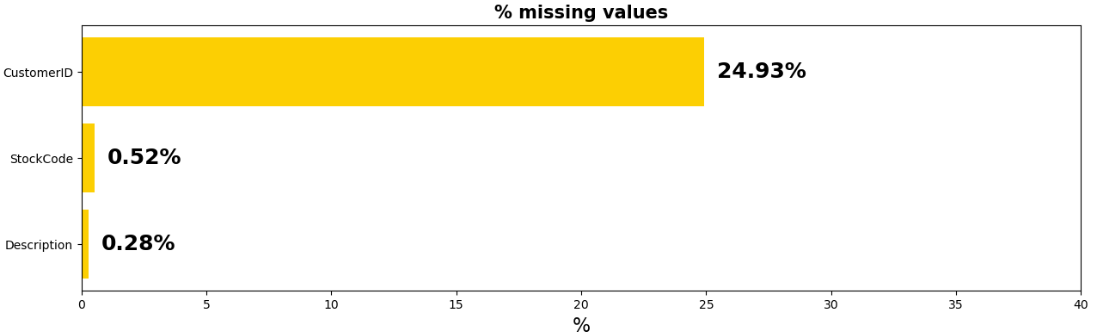 % missing values
CustomerID
24.93%
StockCode
0.52%
Description
0.28%
0 5 10 15 20 25 30 35 40
%